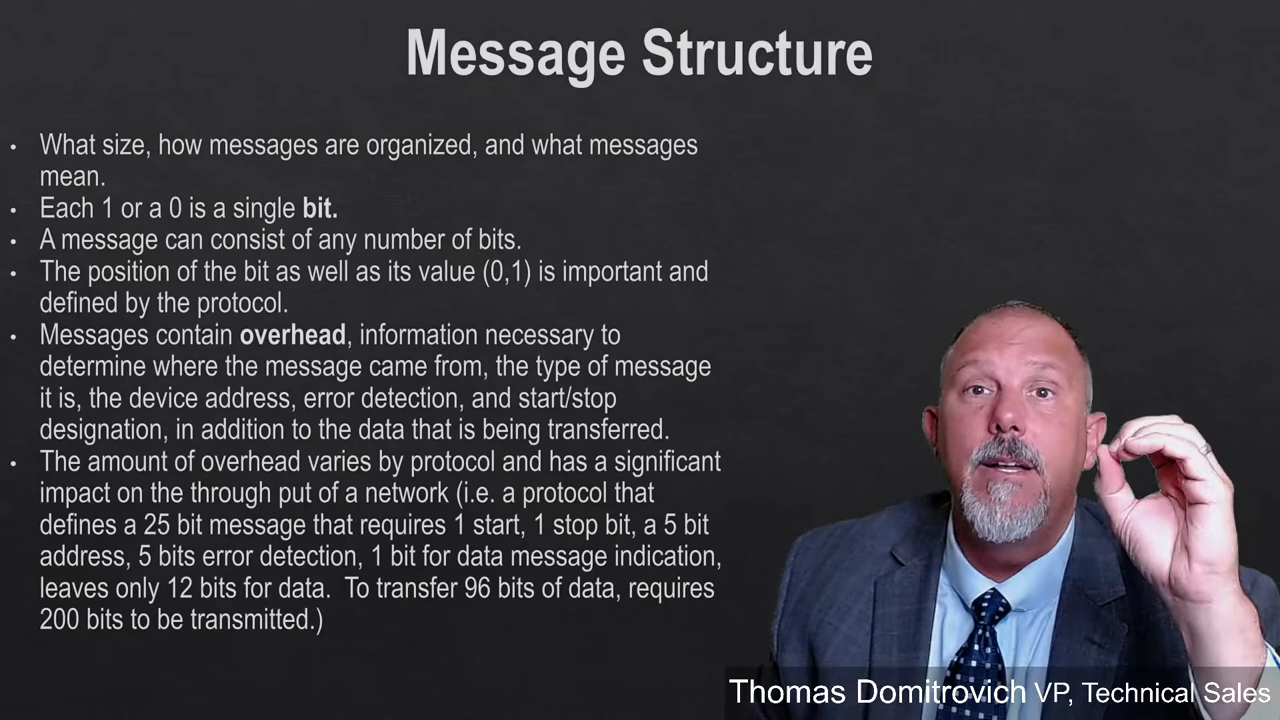 Message Structure
• What size, how messages are organized, and what messages
mean.
• Each 1 or a 0 is a single bit.
• A message can consist of any number of bits.
• The position of the bit as well as its value (0,1) is important and
defined by the protocol.
• Messages contain overhead, information necessary to
determine where the message came from, the type of message
it is, the device address, error detection, and start/stop
designation, in addition to the data that is being transferred.
• The amount of overhead varies by protocol and has a significant
impact on the through put of a network (i.e. a protocol that
defines a 25 bit message that requires 1 start, 1 stop bit, a 5 bit
address, 5 bits error detection, 1 bit for data message indication,
leaves only 12 bits for data. To transfer 96 bits of data, requires
200 bits to be transmitted.)
Thomas Domitrovich VP, Technical Sales